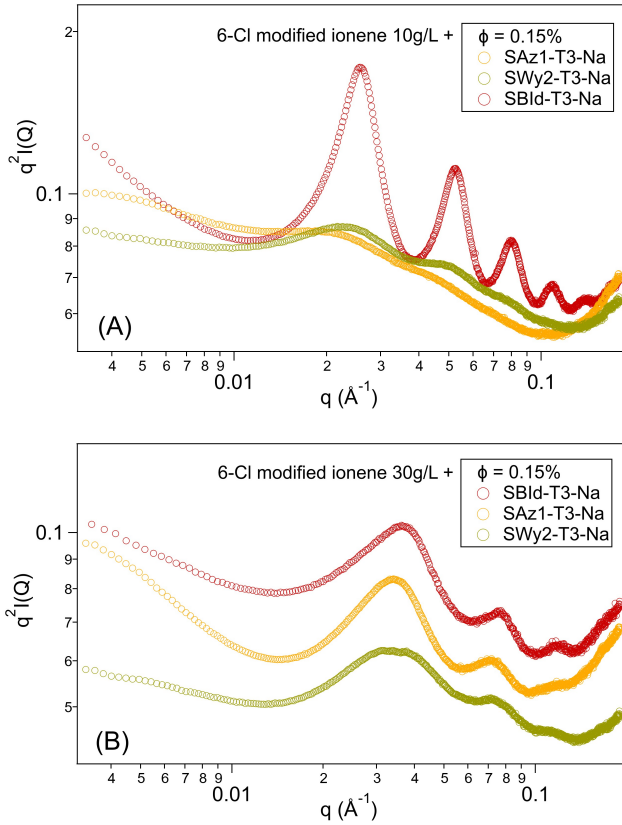 2
6-Cl modified ionene 10g/L +
ϕ = 0.15%
SAz1-T3-Na
SWy2-T3-Na
SBId-T3-Na
q²I(Q)
0.1
9
8
7
6
(A)
4 5 6 7 8 9 0.01 2 3 4 5 6 7 8 9 0.1
q (Å⁻¹)
6-Cl modified ionene 30g/L +
ϕ = 0.15%
SBId-T3-Na
SAz1-T3-Na
SWy2-T3-Na
q²I(Q)
0.1
9
8
7
6
5
(B)
4 5 6 7 8 9 0.01 2 3 4 5 6 7 8 9 0.1
q (Å⁻¹)